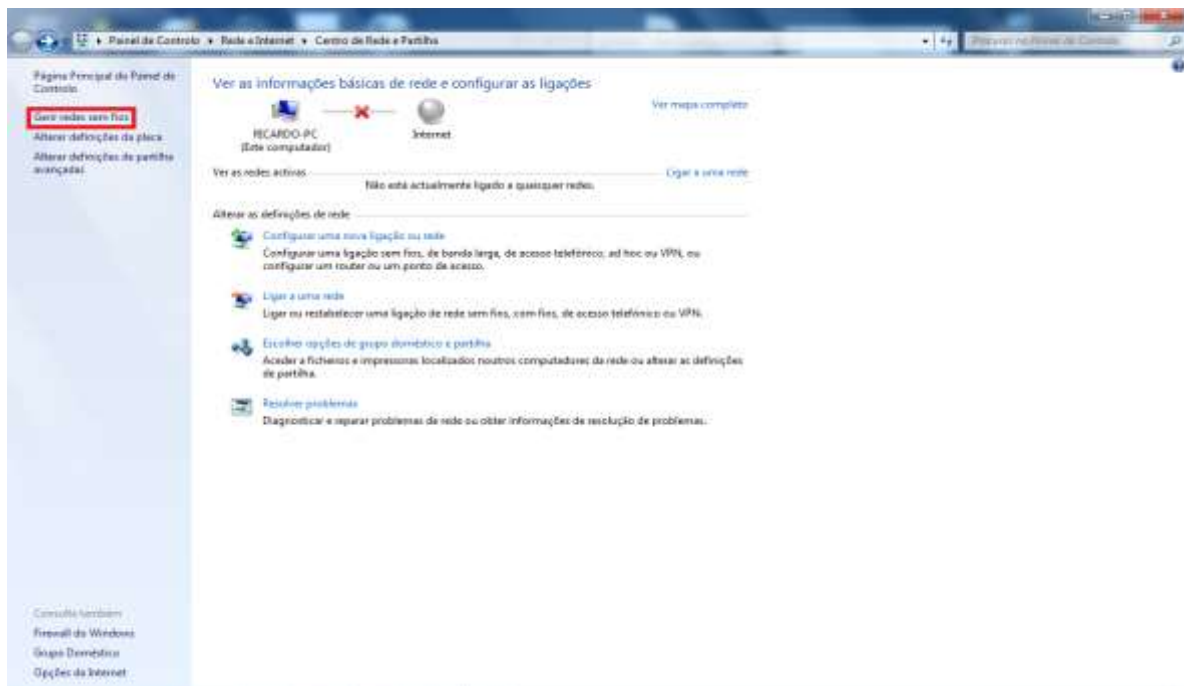 Painel de Controlo ▸ Rede e Internet ▸ Centro de Rede e Partilha
Procurar no Painel de Controlo
Página Principal do Painel de
Controlo
Gerir redes sem fios
Alterar definições da placa
Alterar definições de partilha
avançadas
Ver as informações básicas de rede e configurar as ligações
Ver mapa completo
RICARDO-PC
(Este computador)
Internet
Ver as redes activas
Ligar a uma rede
Não está actualmente ligado a quaisquer redes.
Alterar as definições de rede
Configurar uma nova ligação ou rede
Configurar uma ligação sem fios, de banda larga, de acesso telefónico, ad hoc ou VPN, ou
configurar um router ou um ponto de acesso.
Ligar a uma rede
Ligar ou restabelecer uma ligação de rede sem fios, com fios, de acesso telefónico ou VPN.
Escolher opções de grupo doméstico e partilha
Aceder a ficheiros e impressoras localizados noutros computadores da rede ou alterar as definições
de partilha.
Resolver problemas
Diagnosticar e reparar problemas de rede ou obter informações de resolução de problemas.
Consulte também
Firewall do Windows
Grupo Doméstico
Opções da Internet